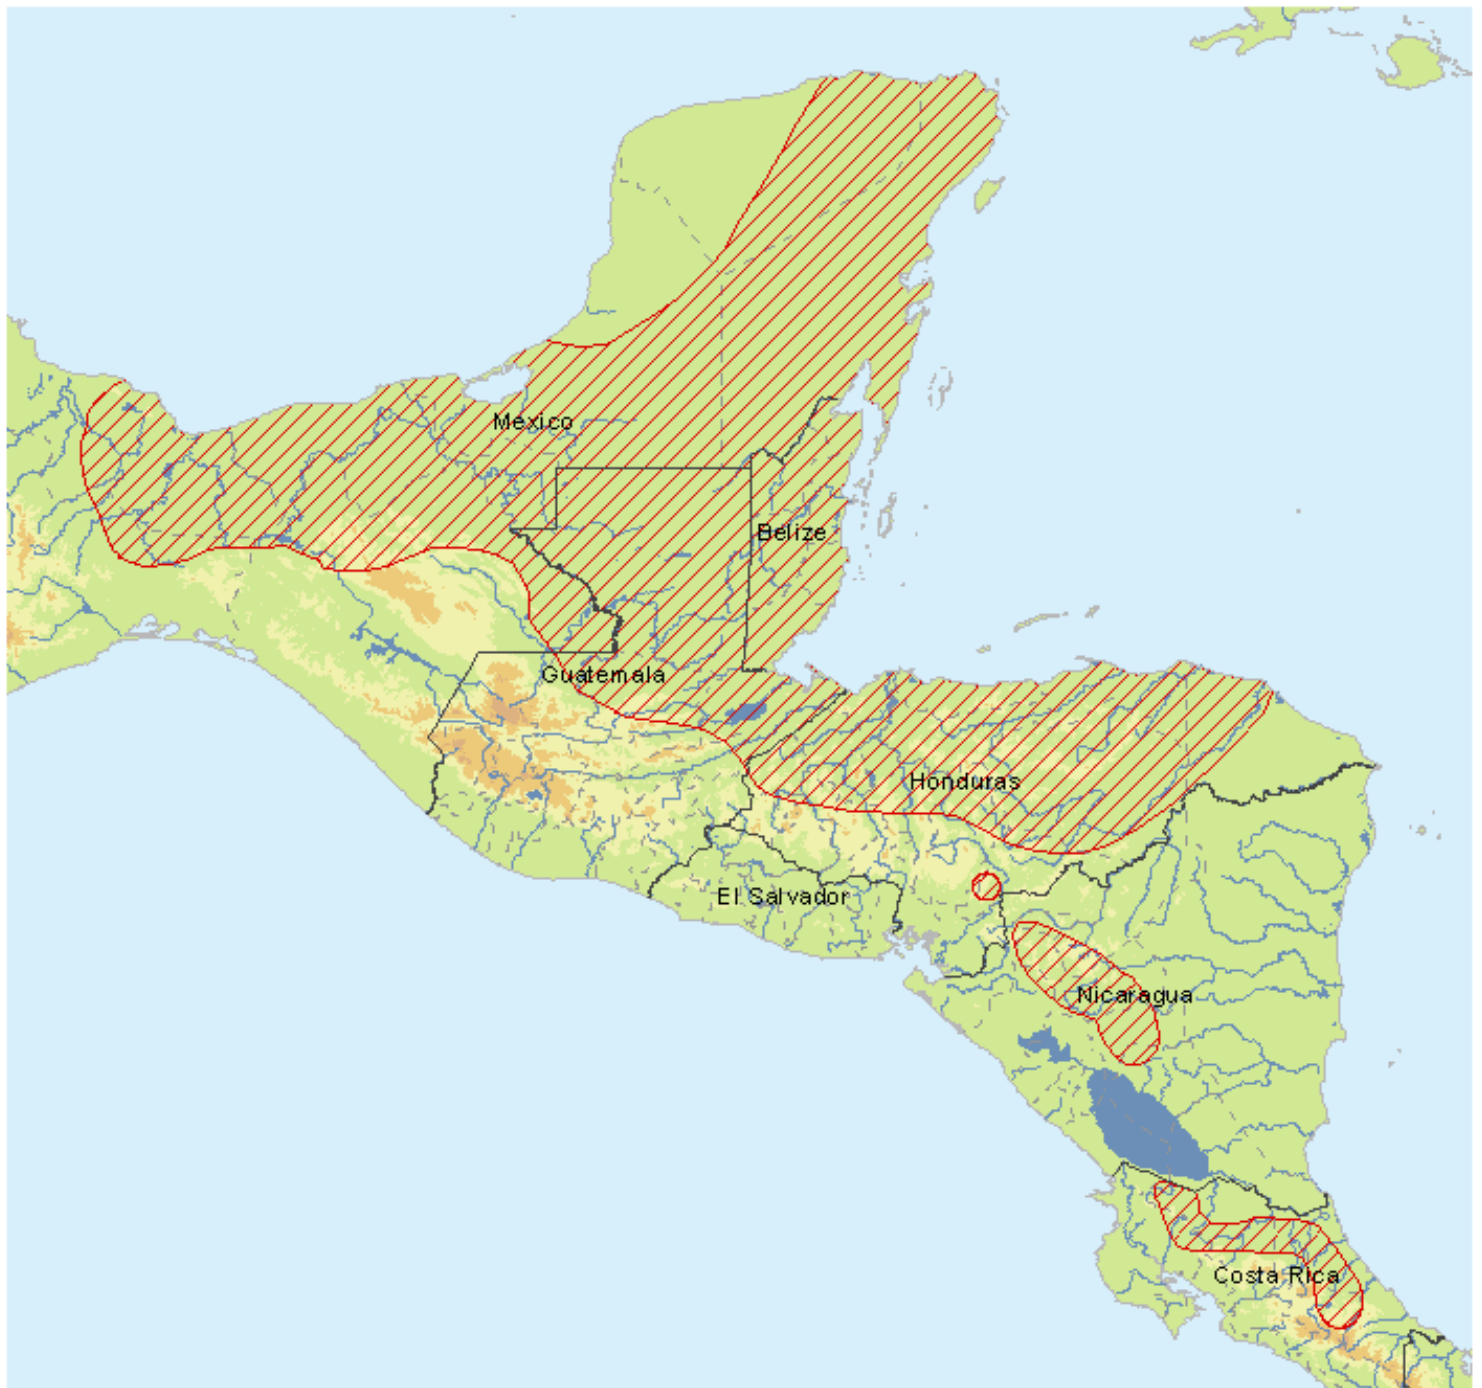 Mexico
Belize
Guatemala
Honduras
El Salvador
Nicaragua
Costa Rica